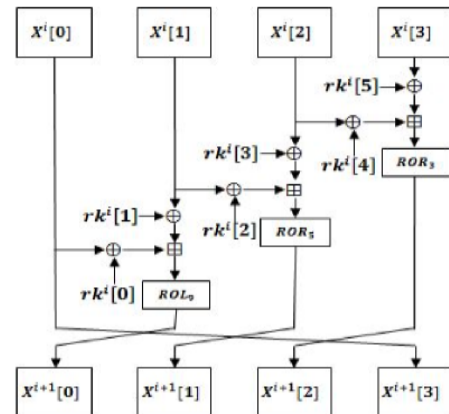 Xⁱ[0] Xⁱ[1] Xⁱ[2] Xⁱ[3]
rkⁱ[5]
rkⁱ[3]
rkⁱ[4] ROR₃
rkⁱ[1]
rkⁱ[2] ROR₅
rkⁱ[0]
ROL₉
Xⁱ⁺¹[0] Xⁱ⁺¹[1] Xⁱ⁺¹[2] Xⁱ⁺¹[3]